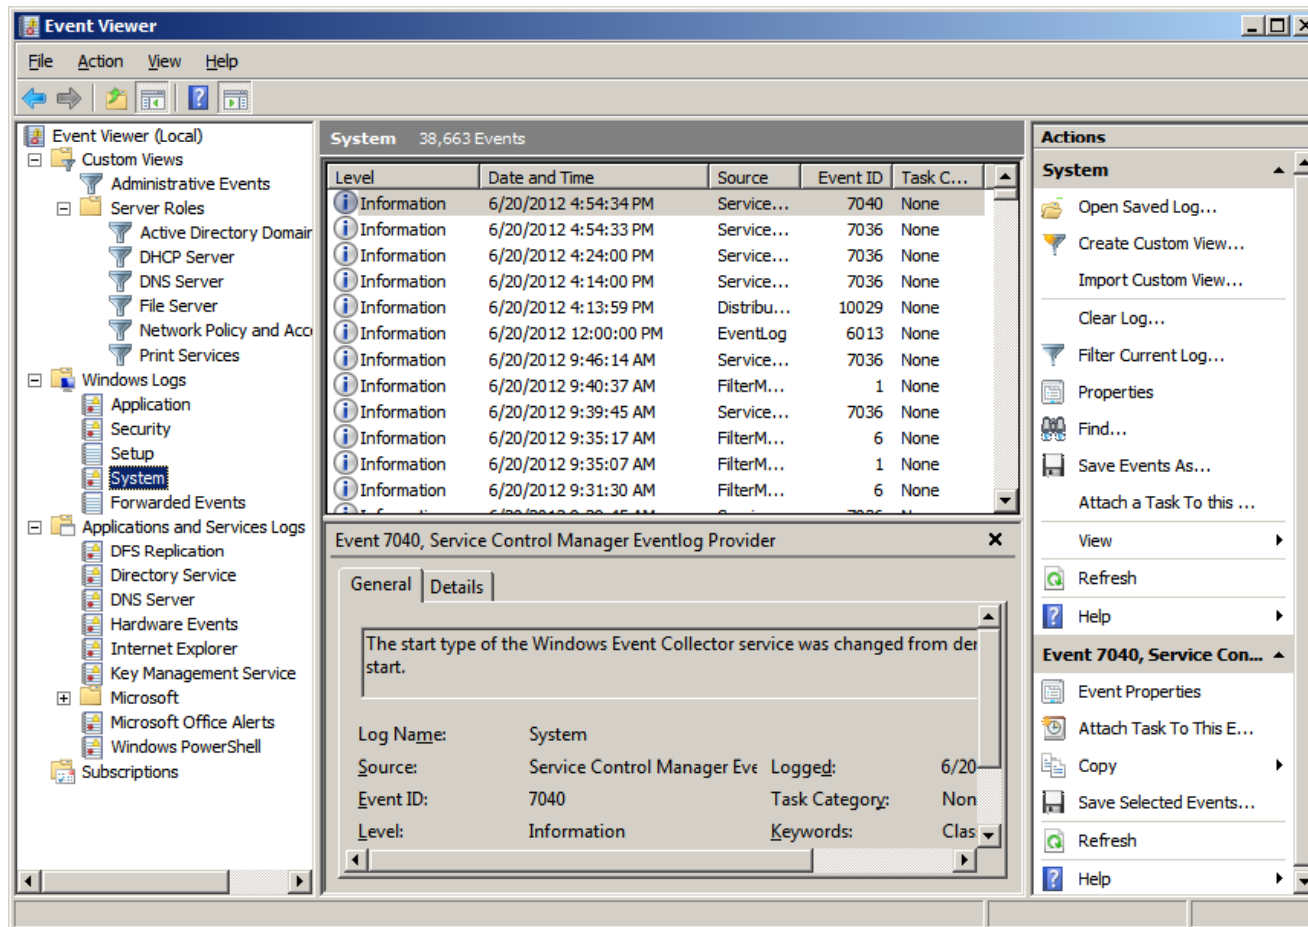 Event Viewer
File Action View Help
Event Viewer (Local)
Custom Views
Administrative Events
Server Roles
Active Directory Domair
DHCP Server
DNS Server
File Server
Network Policy and Acc
Print Services
Windows Logs
Application
Security
Setup
System
Forwarded Events
Applications and Services Logs
DFS Replication
Directory Service
DNS Server
Hardware Events
Internet Explorer
Key Management Service
Microsoft
Microsoft Office Alerts
Windows PowerShell
Subscriptions
System 38,663 Events
Level Date and Time Source Event ID Task C...
Information 6/20/2012 4:54:34 PM Service... 7040 None
Information 6/20/2012 4:54:33 PM Service... 7036 None
Information 6/20/2012 4:24:00 PM Service... 7036 None
Information 6/20/2012 4:14:00 PM Service... 7036 None
Information 6/20/2012 4:13:59 PM Distribu... 10029 None
Information 6/20/2012 12:00:00 PM EventLog 6013 None
Information 6/20/2012 9:46:14 AM Service... 7036 None
Information 6/20/2012 9:40:37 AM FilterM... 1 None
Information 6/20/2012 9:39:45 AM Service... 7036 None
Information 6/20/2012 9:35:17 AM FilterM... 6 None
Information 6/20/2012 9:35:07 AM FilterM... 1 None
Information 6/20/2012 9:31:30 AM FilterM... 6 None
Event 7040, Service Control Manager Eventlog Provider
General Details
The start type of the Windows Event Collector service was changed from der
start.
Log Name: System
Source: Service Control Manager Eve Logged: 6/20
Event ID: 7040 Task Category: Non
Level: Information Keywords: Clas
Actions
System
Open Saved Log...
Create Custom View...
Import Custom View...
Clear Log...
Filter Current Log...
Properties
Find...
Save Events As...
Attach a Task To this ...
View
Refresh
Help
Event 7040, Service Con...
Event Properties
Attach Task To This E...
Copy
Save Selected Events...
Refresh
Help